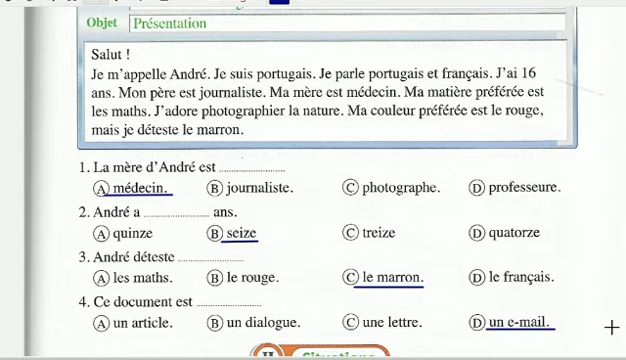 Objet Présentation
Salut !
Je m'appelle André. Je suis portugais. Je parle portugais et français. J'ai 16
ans. Mon père est journaliste. Ma mère est médecin. Ma matière préférée est
les maths. J'adore photographier la nature. Ma couleur préférée est le rouge,
mais je déteste le marron.
1. La mère d'André est ....................
A médecin. B journaliste. C photographe. D professeure.
2. André a .................... ans.
A quinze B seize C treize D quatorze
3. André déteste ....................
A les maths. B le rouge. C le marron. D le français.
4. Ce document est ....................
A un article. B un dialogue. C une lettre. D un e-mail.